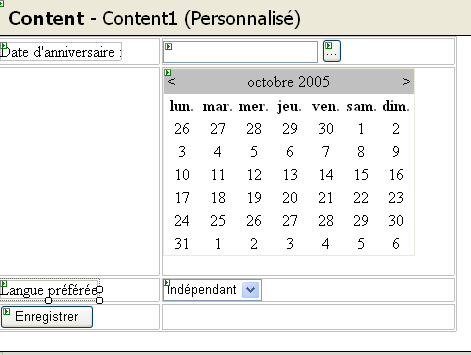 Content - Content1 (Personnalisé)
Date d'anniversaire : ...
< octobre 2005 >
lun. mar. mer. jeu. ven. sam. dim.
26 27 28 29 30 1 2
3 4 5 6 7 8 9
10 11 12 13 14 15 16
17 18 19 20 21 22 23
24 25 26 27 28 29 30
31 1 2 3 4 5 6
Langue préférée Indépendant
Enregistrer